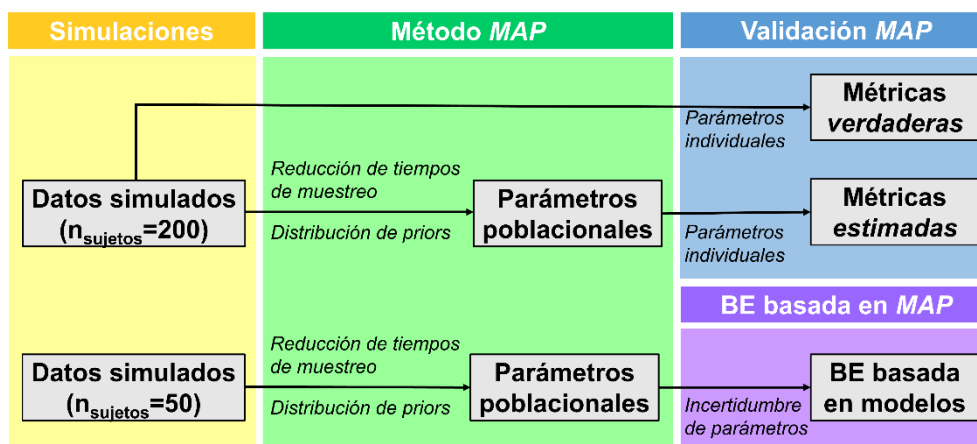 Simulaciones
Método MAP
Validación MAP
Métricas
verdaderas
Parámetros
individuales
Reducción de tiempos
de muestreo
Datos simulados
(nsujetos=200)
Distribución de priors
Parámetros
poblacionales
Métricas
estimadas
Parámetros
individuales
BE basada en MAP
Reducción de tiempos
de muestreo
Datos simulados
(nsujetos=50)
Distribución de priors
Parámetros
poblacionales
BE basada
en modelos
Incertidumbre
de parámetros